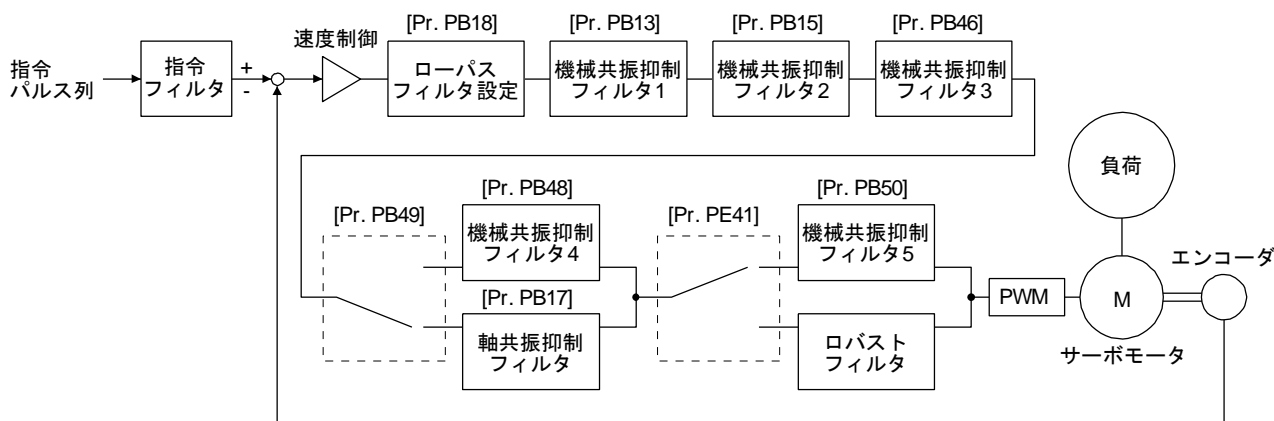 [Pr. PB18]
[Pr. PB13]
[Pr. PB15]
[Pr. PB46]
速度制御
指令
パルス列
指令
フィルタ
+
-
ローパス
フィルタ設定
機械共振抑制
フィルタ1
機械共振抑制
フィルタ2
機械共振抑制
フィルタ3
負荷
[Pr. PB48]
[Pr. PB50]
[Pr. PB49]
[Pr. PE41]
機械共振抑制
フィルタ4
機械共振抑制
フィルタ5
エンコーダ
[Pr. PB17]
PWM
M
軸共振抑制
フィルタ
ロバスト
フィルタ
サーボモータ